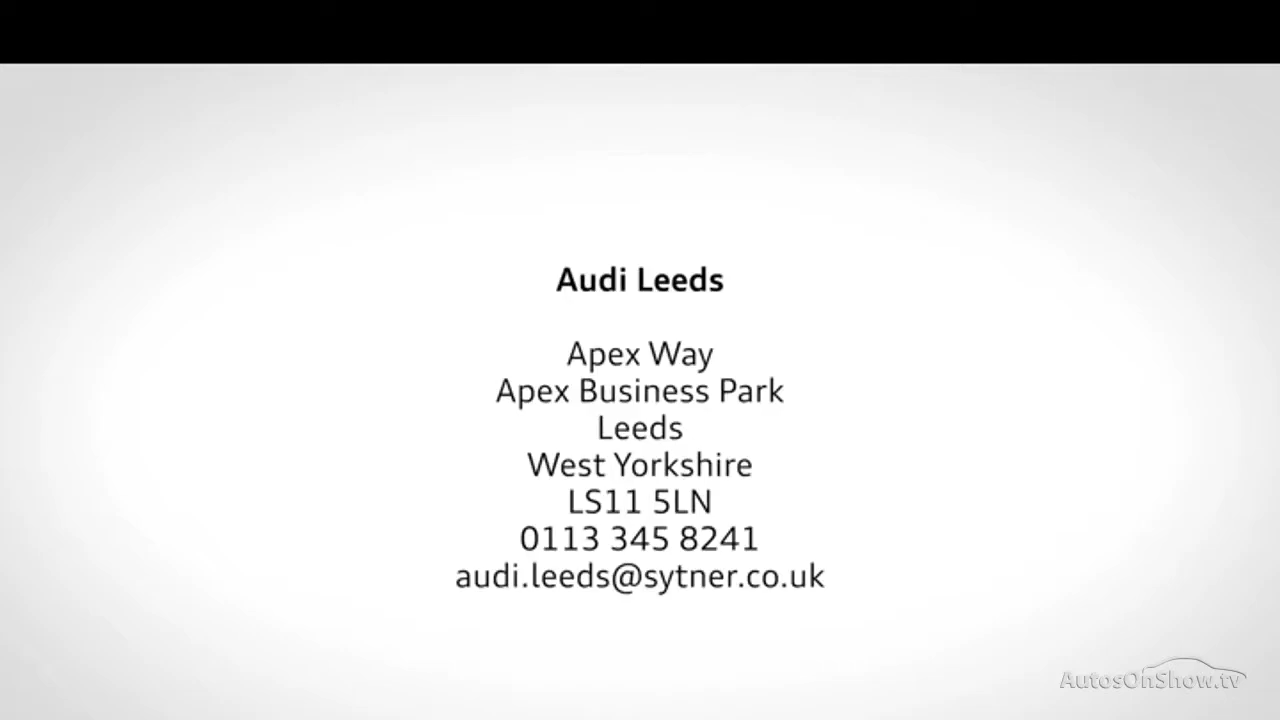 Audi Leeds
Apex Way
Apex Business Park
Leeds
West Yorkshire
LS11 5LN
0113 345 8241
audi.leeds@sytner.co.uk
AutosOnShow.tv